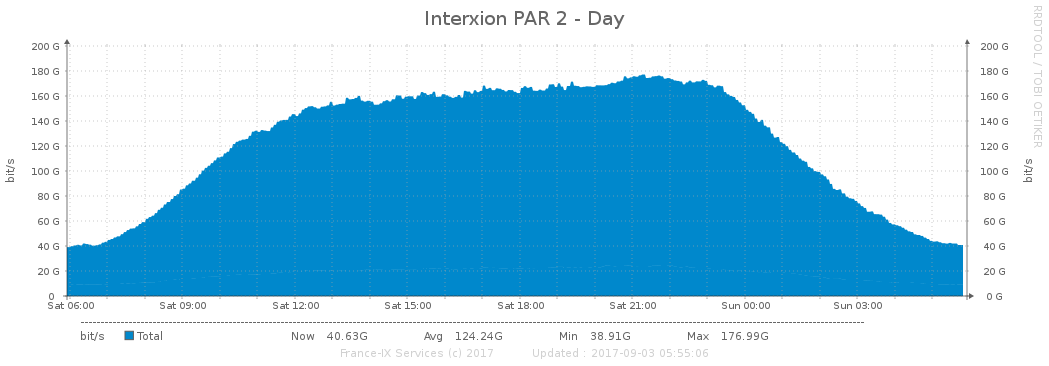 Interxion PAR 2 - Day
RRDTOOL / TOBI OETIKER
200 G 200 G
180 G 180 G
160 G 160 G
140 G 140 G
120 G 120 G
100 G 100 G
80 G 80 G
60 G 60 G
40 G 40 G
20 G 20 G
0 0 G
bit/s bit/s
Sat 06:00 Sat 09:00 Sat 12:00 Sat 15:00 Sat 18:00 Sat 21:00 Sun 00:00 Sun 03:00
bit/s Total Now 40.63G Avg 124.24G Min 38.91G Max 176.99G
France-IX Services (c) 2017 Updated : 2017-09-03 05:55:06